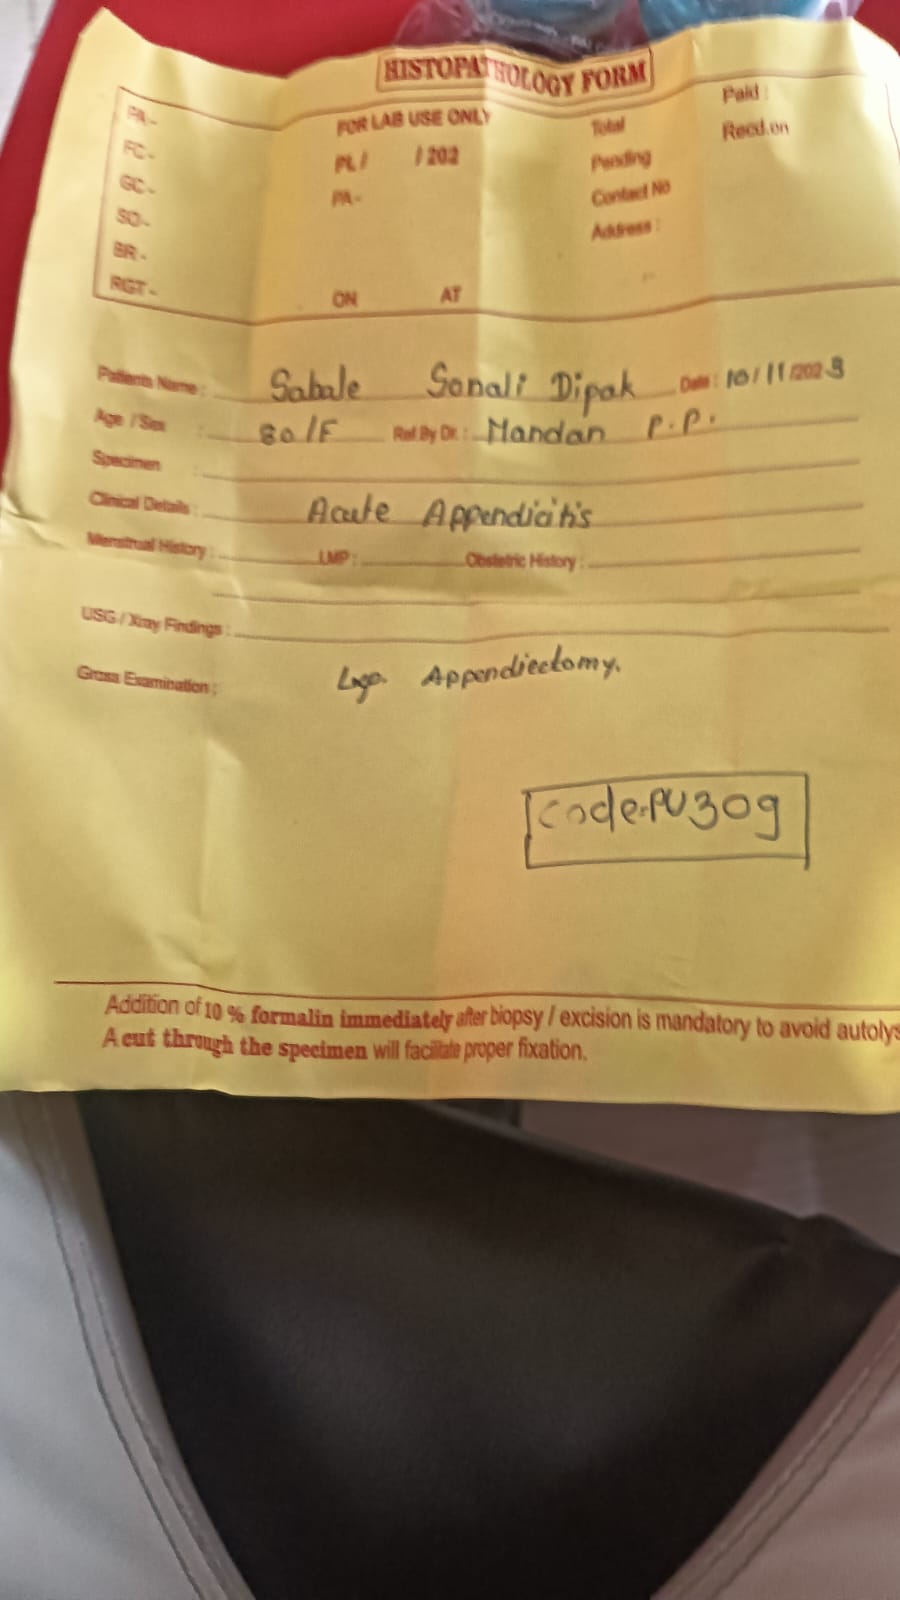 HISTOPATHOLOGY FORM
PA-
FC-
GC-
SO-
BR-
RGT-
FOR LAB USE ONLY
PL/ /202
PA-
ON AT
Total
Pending
Contact No
Address :
Paid :
Recd.on
Patients Name : Sabale Sonali Dipak Date : 10/11/2023
Age / Sex : 30/F Ref.By Dr. : Mandan P.P.
Specimen :
Clinical Details : Acute Appendicitis
Menstrual History : LMP : Obstetric History :
USG / Xray Findings :
Gross Examination : Appendiectomy.
Code-PU309
Addition of 10 % formalin immediately after biopsy / excision is mandatory to avoid autolys
A cut through the specimen will facilitate proper fixation.